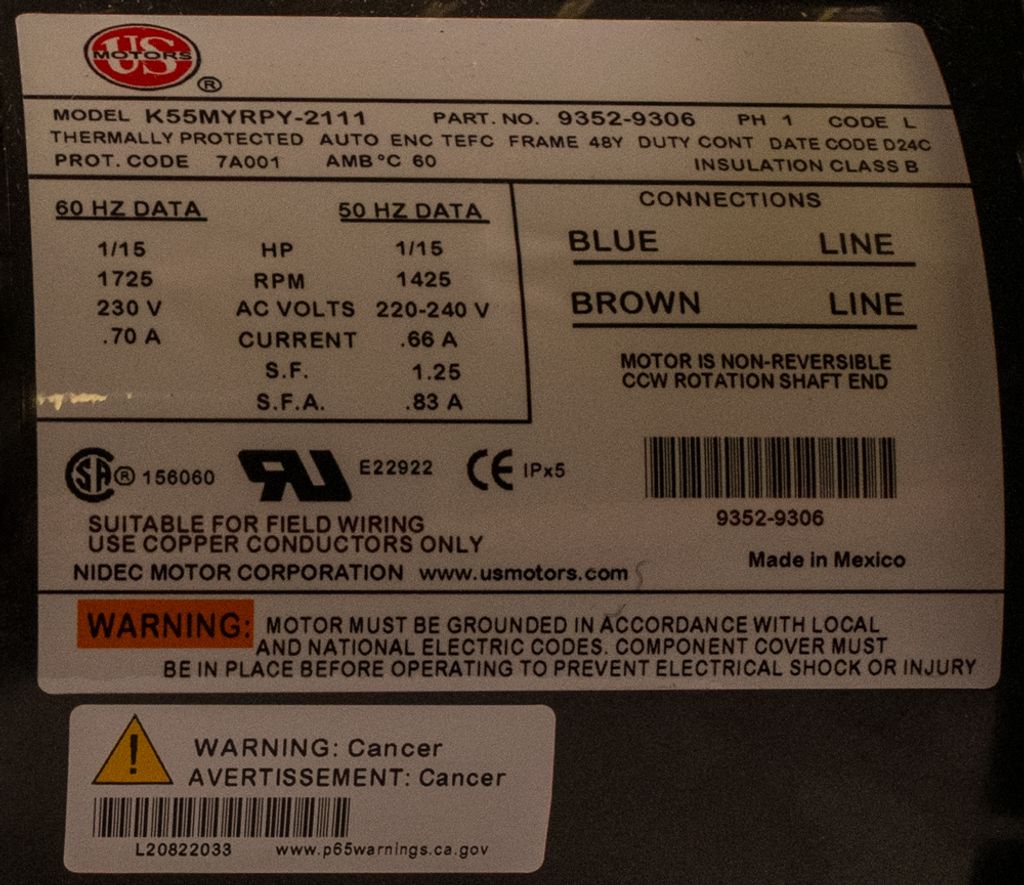 US MOTORS ®
MODEL K55MYRPY-2111 PART. NO. 9352-9306 PH 1 CODE L
THERMALLY PROTECTED AUTO ENC TEFC FRAME 48Y DUTY CONT DATE CODE D24C
PROT. CODE 7A001 AMB°C 60 INSULATION CLASS B
60 HZ DATA 50 HZ DATA
1/15 HP 1/15
1725 RPM 1425
230 V AC VOLTS 220-240 V
.70 A CURRENT .66 A
S.F. 1.25
S.F.A. .83 A
CONNECTIONS
BLUE LINE
BROWN LINE
MOTOR IS NON-REVERSIBLE
CCW ROTATION SHAFT END
SA ® 156060 RU E22922 CE IPx5
9352-9306
SUITABLE FOR FIELD WIRING
USE COPPER CONDUCTORS ONLY
NIDEC MOTOR CORPORATION www.usmotors.com
Made in Mexico
WARNING: MOTOR MUST BE GROUNDED IN ACCORDANCE WITH LOCAL
AND NATIONAL ELECTRIC CODES. COMPONENT COVER MUST
BE IN PLACE BEFORE OPERATING TO PREVENT ELECTRICAL SHOCK OR INJURY
! WARNING: Cancer
AVERTISSEMENT: Cancer
L20822033 www.p65warnings.ca.gov